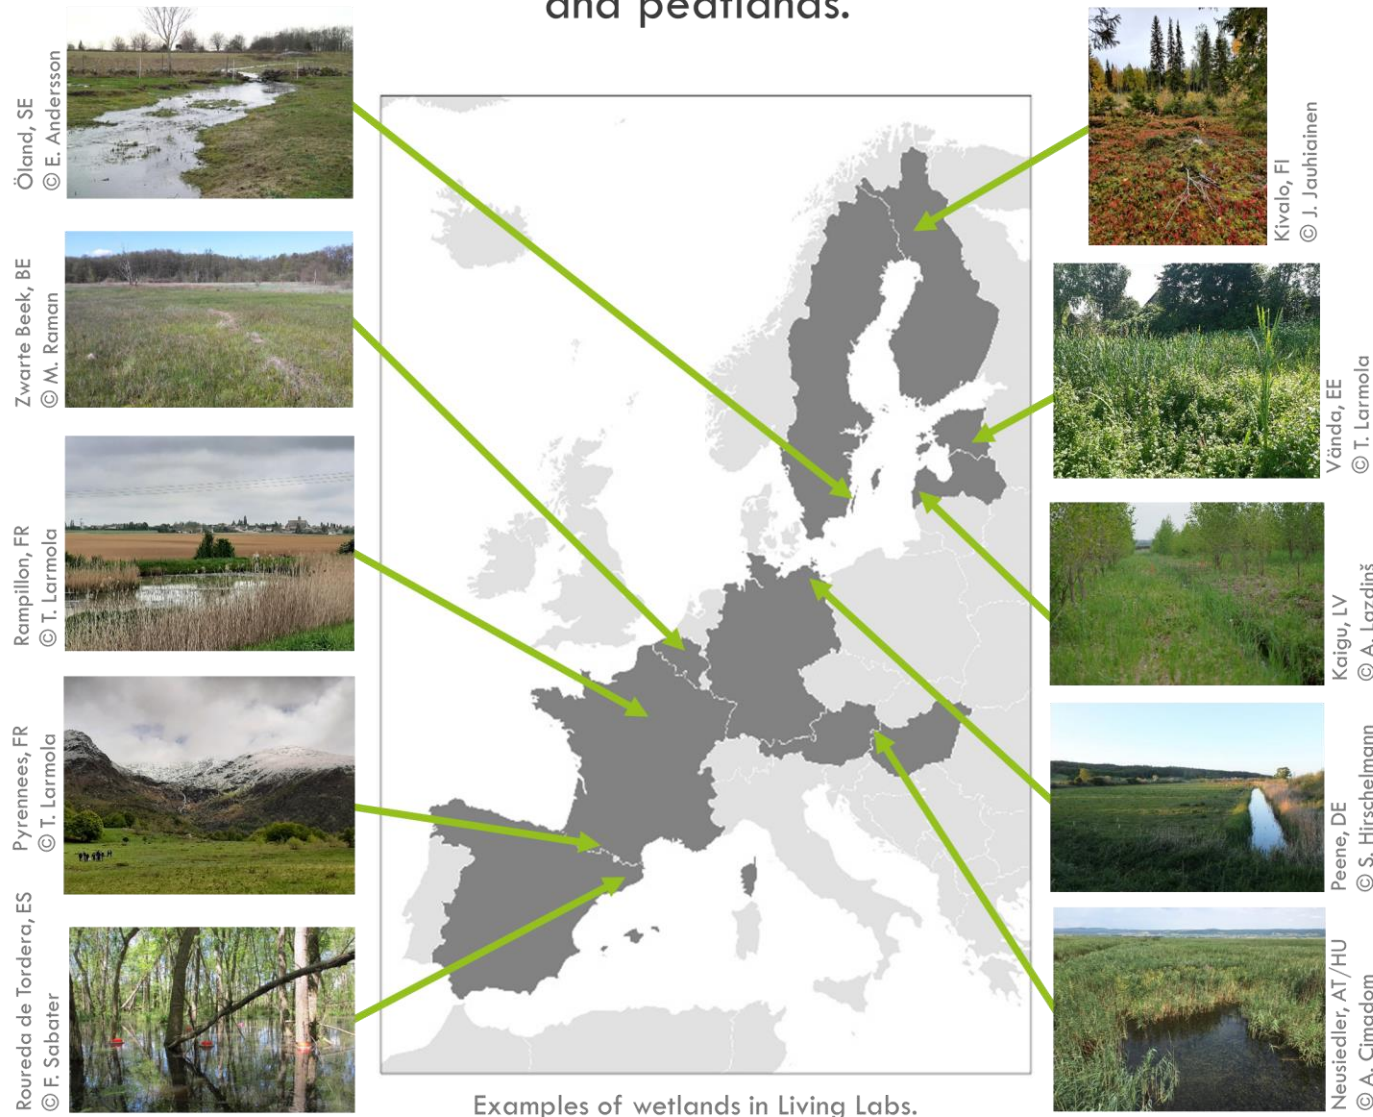 and peatlands.
Öland, SE
© E. Andersson
Zwarte Beek, BE
© M. Raman
Rampillon, FR
© T. Larmola
Pyrennees, FR
© T. Larmola
Roureda de Tordera, ES
© F. Sabater
Kivalo, FI
© J. Jauhiainen
Vända, EE
© T. Larmola
Kaigu, LV
© A. Lazdiņš
Peene, DE
© S. Hirschelmann
Neusiedler, AT/HU
© A. Cimadom
Examples of wetlands in Living Labs.